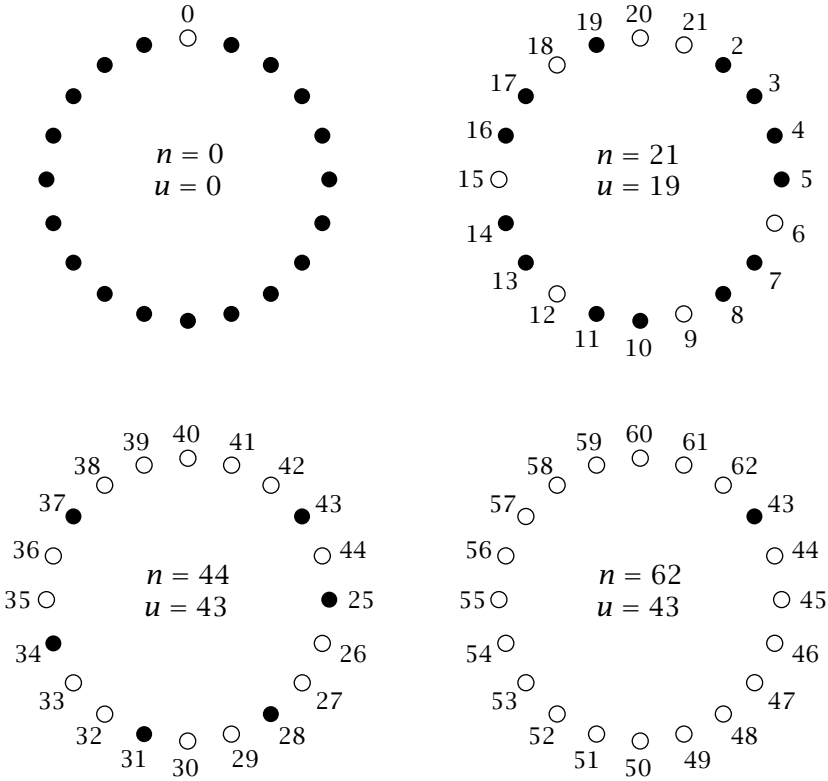 0
n = 0
u = 0
19 20 21
18 2
17 3
16 4
n = 21
15 u = 19 5
14 6
13 7
12 8
11 10 9
39 40 41
38 42
37 43
36 44
n = 44
35 u = 43 25
34 26
33 27
32 28
31 30 29
59 60 61
58 62
57 43
56 44
n = 62
55 u = 43 45
54 46
53 47
52 48
51 50 49